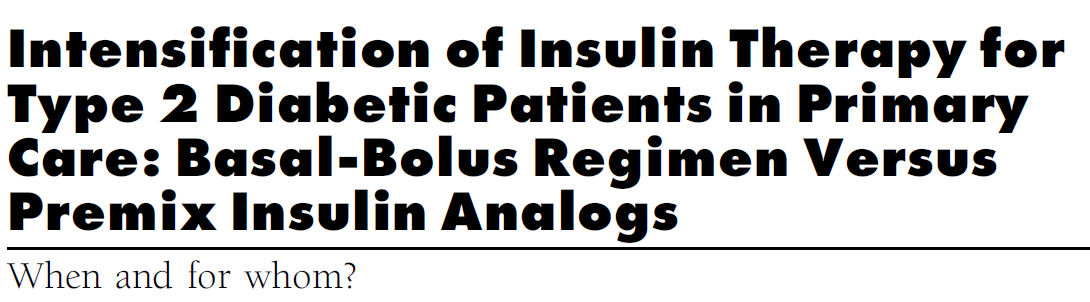 Intensification of Insulin Therapy for
Type 2 Diabetic Patients in Primary
Care: Basal-Bolus Regimen Versus
Premix Insulin Analogs
When and for whom?